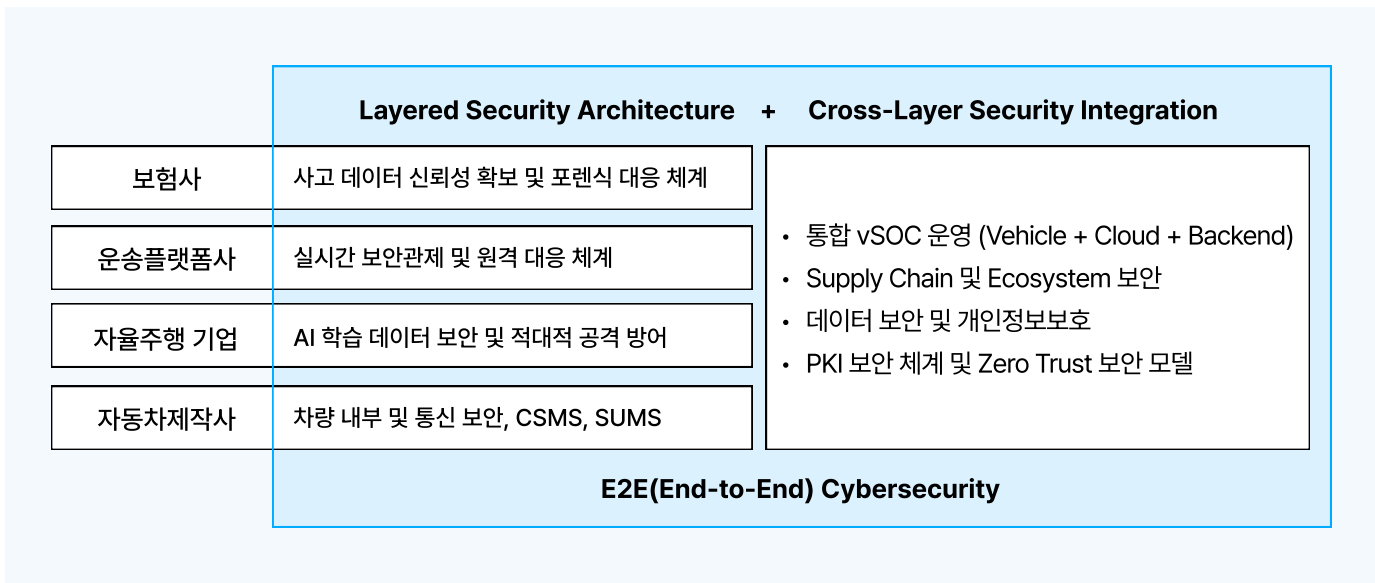 Layered Security Architecture + Cross-Layer Security Integration
보험사 사고 데이터 신뢰성 확보 및 포렌식 대응 체계
운송플랫폼사 실시간 보안관제 및 원격 대응 체계
자율주행 기업 AI 학습 데이터 보안 및 적대적 공격 방어
자동차제작사 차량 내부 및 통신 보안, CSMS, SUMS
• 통합 vSOC 운영 (Vehicle + Cloud + Backend)
• Supply Chain 및 Ecosystem 보안
• 데이터 보안 및 개인정보보호
• PKI 보안 체계 및 Zero Trust 보안 모델
E2E(End-to-End) Cybersecurity